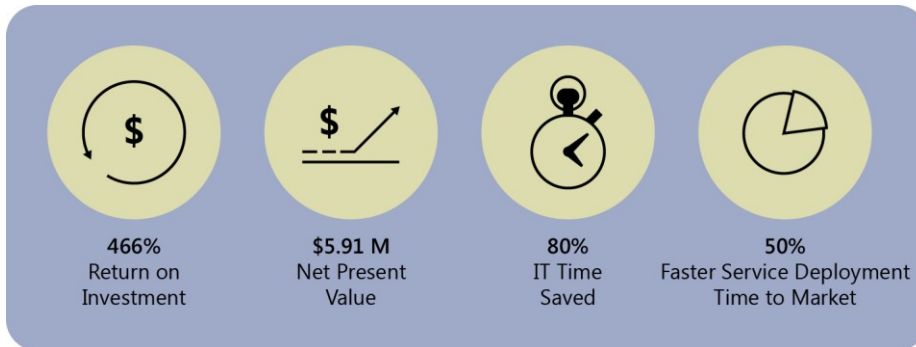 $
$
466%
Return on
Investment
$5.91 M
Net Present
Value
80%
IT Time
Saved
50%
Faster Service Deployment
Time to Market